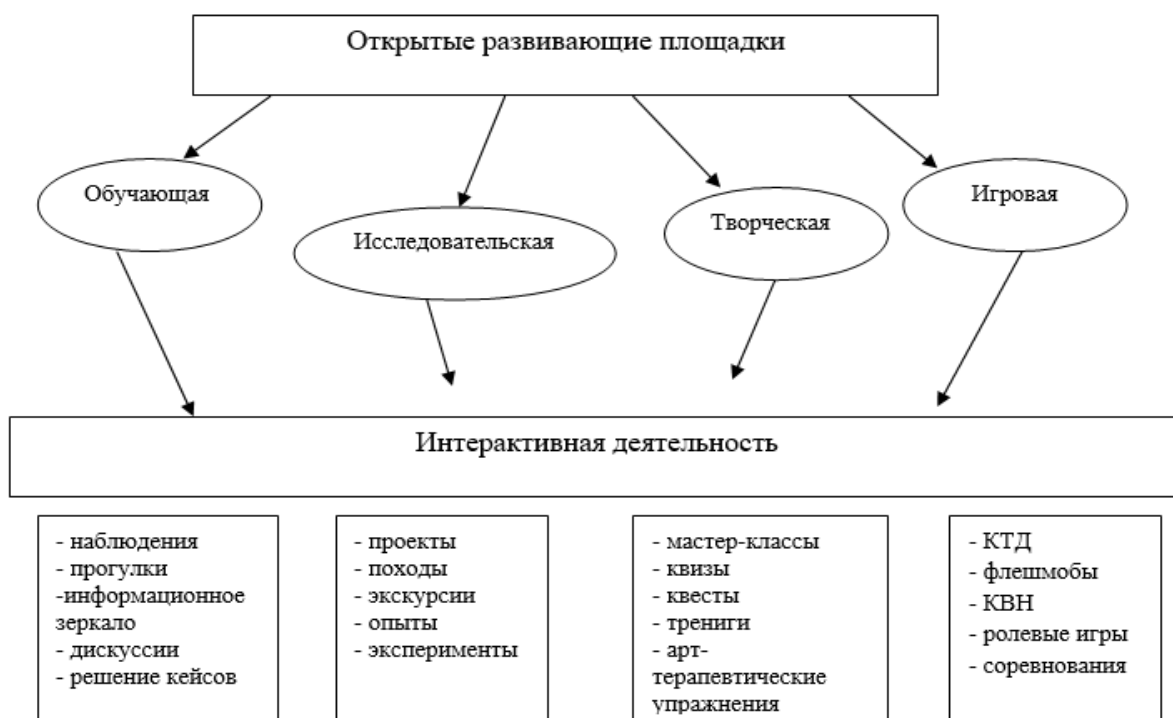 Открытые развивающие площадки
Обучающая
Исследовательская
Творческая
Игровая
Интерактивная деятельность
- наблюдения
- прогулки
-информационное
зеркало
- дискуссии
- решение кейсов
- проекты
- походы
- экскурсии
- опыты
- эксперименты
- мастер-классы
- квизы
- квесты
- трениги
- арт-
терапевтические
упражнения
- КТД
- флешмобы
- КВН
- ролевые игры
- соревнования